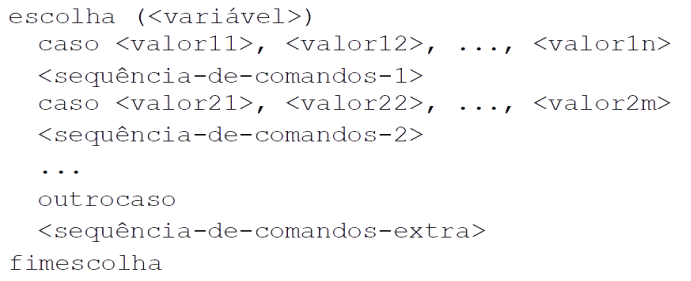 escolha (<variável>)
caso <valor11>, <valor12>, ..., <valor1n>
<sequência-de-comandos-1>
caso <valor21>, <valor22>, ..., <valor2m>
<sequência-de-comandos-2>
...
outrocaso
<sequência-de-comandos-extra>
fimescolha